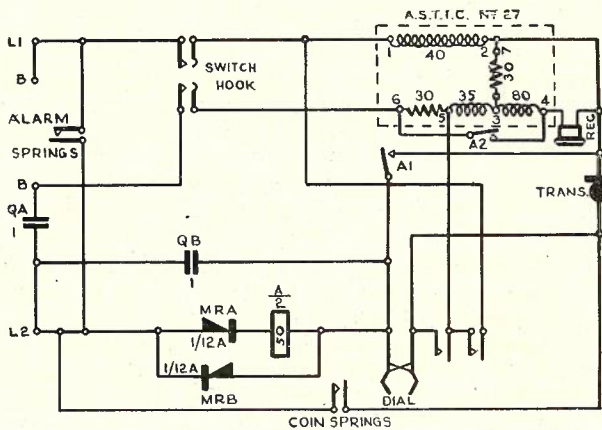 A.S.T.I.C. Nº 27
L1
B
ALARM
SPRINGS
SWITCH
HOOK
1
40
2
7
30
6
30
5
35
3
80
4
A2
REC.
B
QA
1
A1
TRANS.
QB
1
A
2
MRA
1/12A
50
L2
1/12A
MRB
DIAL
COIN SPRINGS